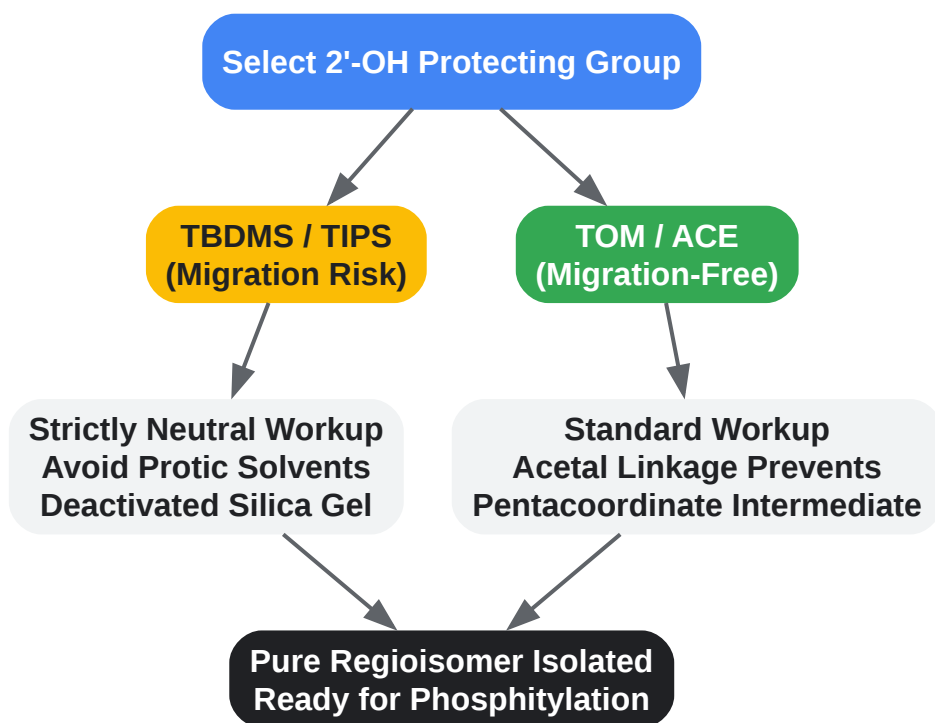 Select 2'-OH Protecting Group
TBDMS / TIPS
(Migration Risk)
TOM / ACE
(Migration-Free)
Strictly Neutral Workup
Avoid Protic Solvents
Deactivated Silica Gel
Standard Workup
Acetal Linkage Prevents
Pentacoordinate Intermediate
Pure Regioisomer Isolated
Ready for Phosphitylation